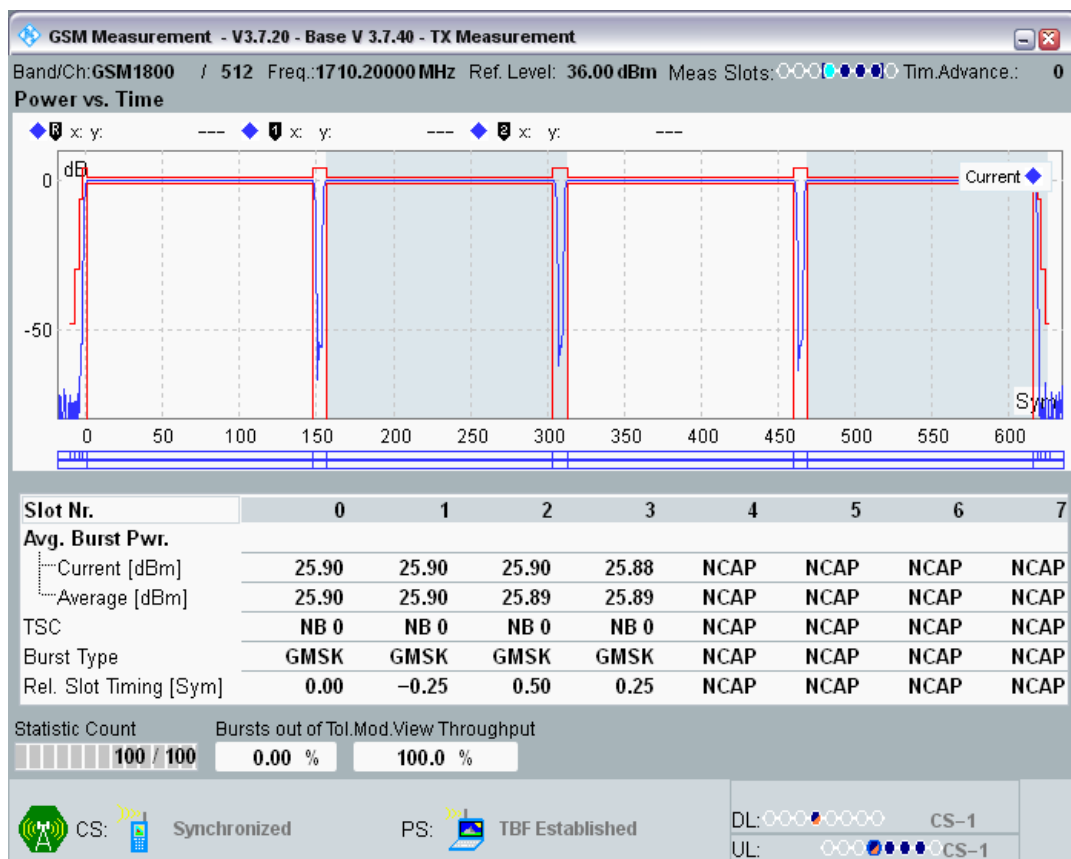 GSM Measurement - V3.7.20 - Base V 3.7.40 - TX Measurement
Band/Ch:GSM1800 / 512 Freq.:1710.20000 MHz Ref. Level: 36.00 dBm Meas Slots: Tim.Advance.: 0
Power vs. Time
R x: y: --- 1 x: y: --- 2 x: y: ---
dB
Current
0
-50
Sym
0 50 100 150 200 250 300 350 400 450 500 550 600
Slot Nr. 0 1 2 3 4 5 6 7
Avg. Burst Pwr.
Current [dBm] 25.90 25.90 25.90 25.88 NCAP NCAP NCAP NCAP
Average [dBm] 25.90 25.90 25.89 25.89 NCAP NCAP NCAP NCAP
TSC NB 0 NB 0 NB 0 NB 0 NCAP NCAP NCAP NCAP
Burst Type GMSK GMSK GMSK GMSK NCAP NCAP NCAP NCAP
Rel. Slot Timing [Sym] 0.00 −0.25 0.50 0.25 NCAP NCAP NCAP NCAP
Statistic Count Bursts out of Tol.Mod.View Throughput
100 / 100 0.00 % 100.0 %
CS: Synchronized PS: TBF Established
DL: CS−1
UL: CS−1